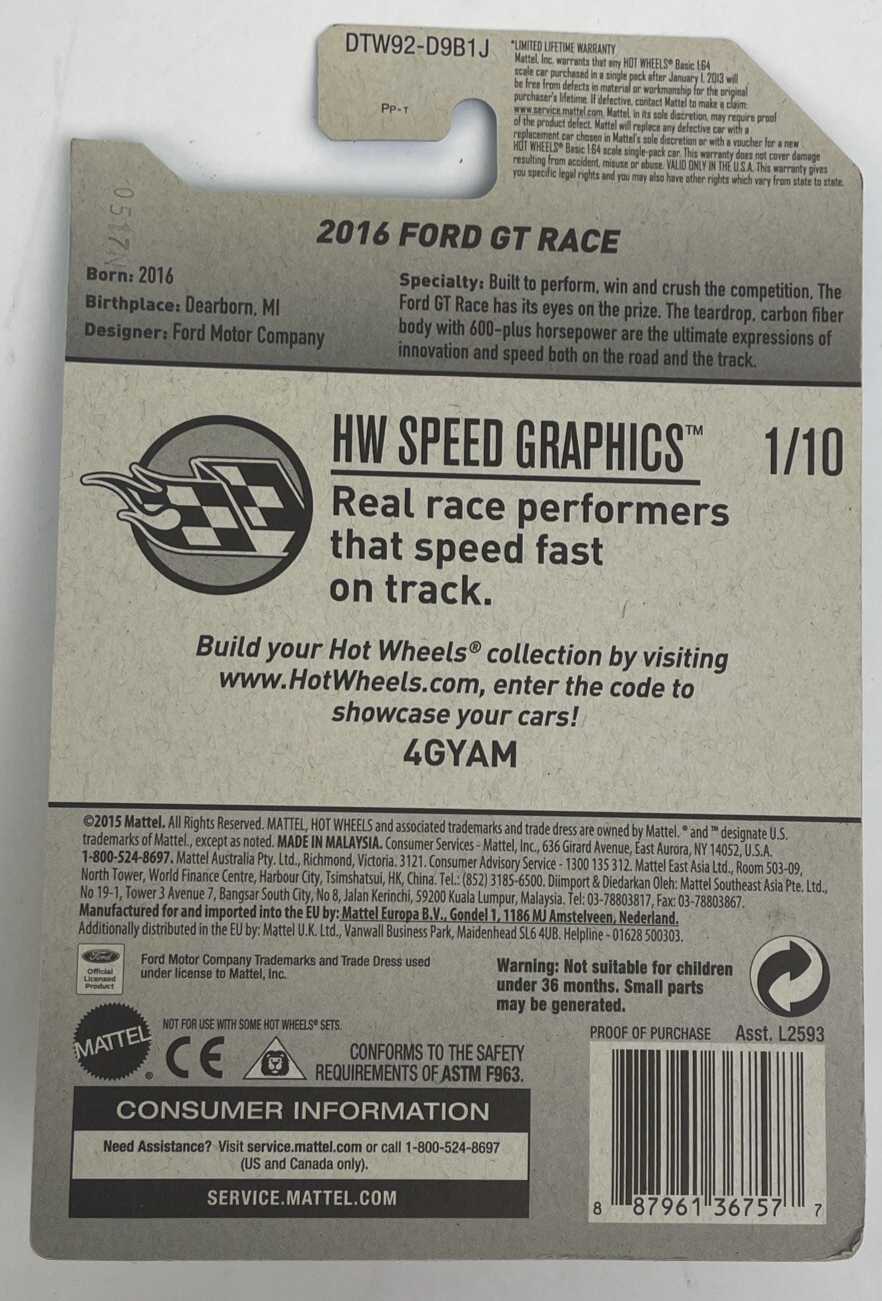 DTW92-D9B1J
Pp-T
*LIMITED LIFETIME WARRANTY
Mattel, Inc. warrants that any HOT WHEELS® Basic 1:64
scale car purchased in a single pack after January 1, 2013 will
be free from defects in material or workmanship for the original
purchaser's lifetime. If defective, contact Mattel to make a claim:
www.service.mattel.com. Mattel, in its sole discretion, may require proof
of the product defect. Mattel will replace any defective car with a
replacement car chosen in Mattel's sole discretion or with a voucher for a new
HOT WHEELS® Basic 1:64 scale single-pack car. This warranty does not cover damage
resulting from accident, misuse or abuse. VALID ONLY IN THE U.S.A. This warranty gives
you specific legal rights and you may also have other rights which vary from state to state.
0517N
2016 FORD GT RACE
Born: 2016
Birthplace: Dearborn, MI
Designer: Ford Motor Company
Specialty: Built to perform, win and crush the competition, The
Ford GT Race has its eyes on the prize. The teardrop, carbon fiber
body with 600-plus horsepower are the ultimate expressions of
innovation and speed both on the road and the track.
HW SPEED GRAPHICS™ 1/10
Real race performers
that speed fast
on track.
Build your Hot Wheels® collection by visiting
www.HotWheels.com, enter the code to
showcase your cars!
4GYAM
©2015 Mattel. All Rights Reserved. MATTEL, HOT WHEELS and associated trademarks and trade dress are owned by Mattel. ® and ™ designate U.S.
trademarks of Mattel, except as noted. MADE IN MALAYSIA. Consumer Services - Mattel, Inc., 636 Girard Avenue, East Aurora, NY 14052, U.S.A.
1-800-524-8697. Mattel Australia Pty. Ltd., Richmond, Victoria. 3121. Consumer Advisory Service - 1300 135 312. Mattel East Asia Ltd., Room 503-09,
North Tower, World Finance Centre, Harbour City, Tsimshatsui, HK, China. Tel.: (852) 3185-6500. Diimport & Diedarkan Oleh: Mattel Southeast Asia Pte. Ltd.,
No 19-1, Tower 3 Avenue 7, Bangsar South City, No 8, Jalan Kerinchi, 59200 Kuala Lumpur, Malaysia. Tel: 03-78803817, Fax: 03-78803867.
Manufactured for and imported into the EU by: Mattel Europa B.V., Gondel 1, 1186 MJ Amstelveen, Nederland.
Additionally distributed in the EU by: Mattel U.K. Ltd., Vanwall Business Park, Maidenhead SL6 4UB. Helpline - 01628 500303.
Ford
Official
Licensed
Product
Ford Motor Company Trademarks and Trade Dress used
under license to Mattel, Inc.
Warning: Not suitable for children
under 36 months. Small parts
may be generated.
MATTEL®
NOT FOR USE WITH SOME HOT WHEELS® SETS.
CE
CONFORMS TO THE SAFETY
REQUIREMENTS OF ASTM F963.
PROOF OF PURCHASE Asst. L2593
CONSUMER INFORMATION
Need Assistance? Visit service.mattel.com or call 1-800-524-8697
(US and Canada only).
SERVICE.MATTEL.COM
8 87961 36757 7